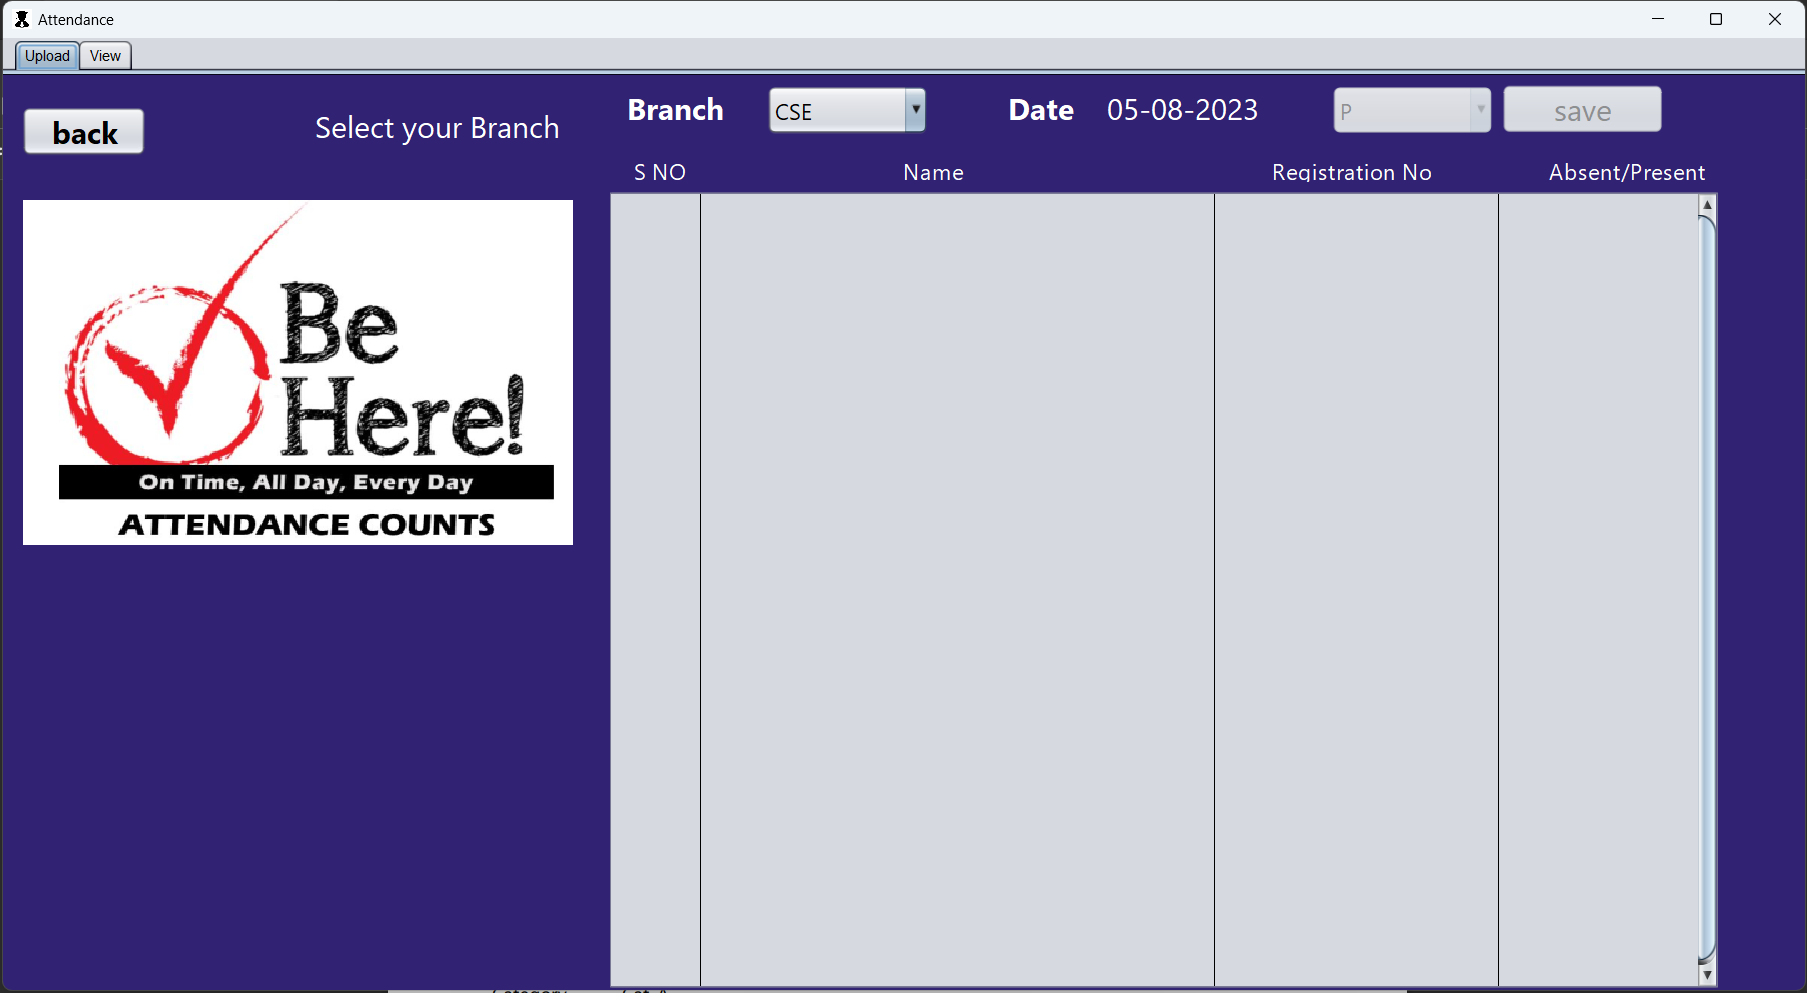 Attendance
Upload View
back
Select your Branch
Branch CSE Date 05-08-2023 P save
S NO Name Registration No Absent/Present
Be
Here!
On Time, All Day, Every Day
ATTENDANCE COUNTS